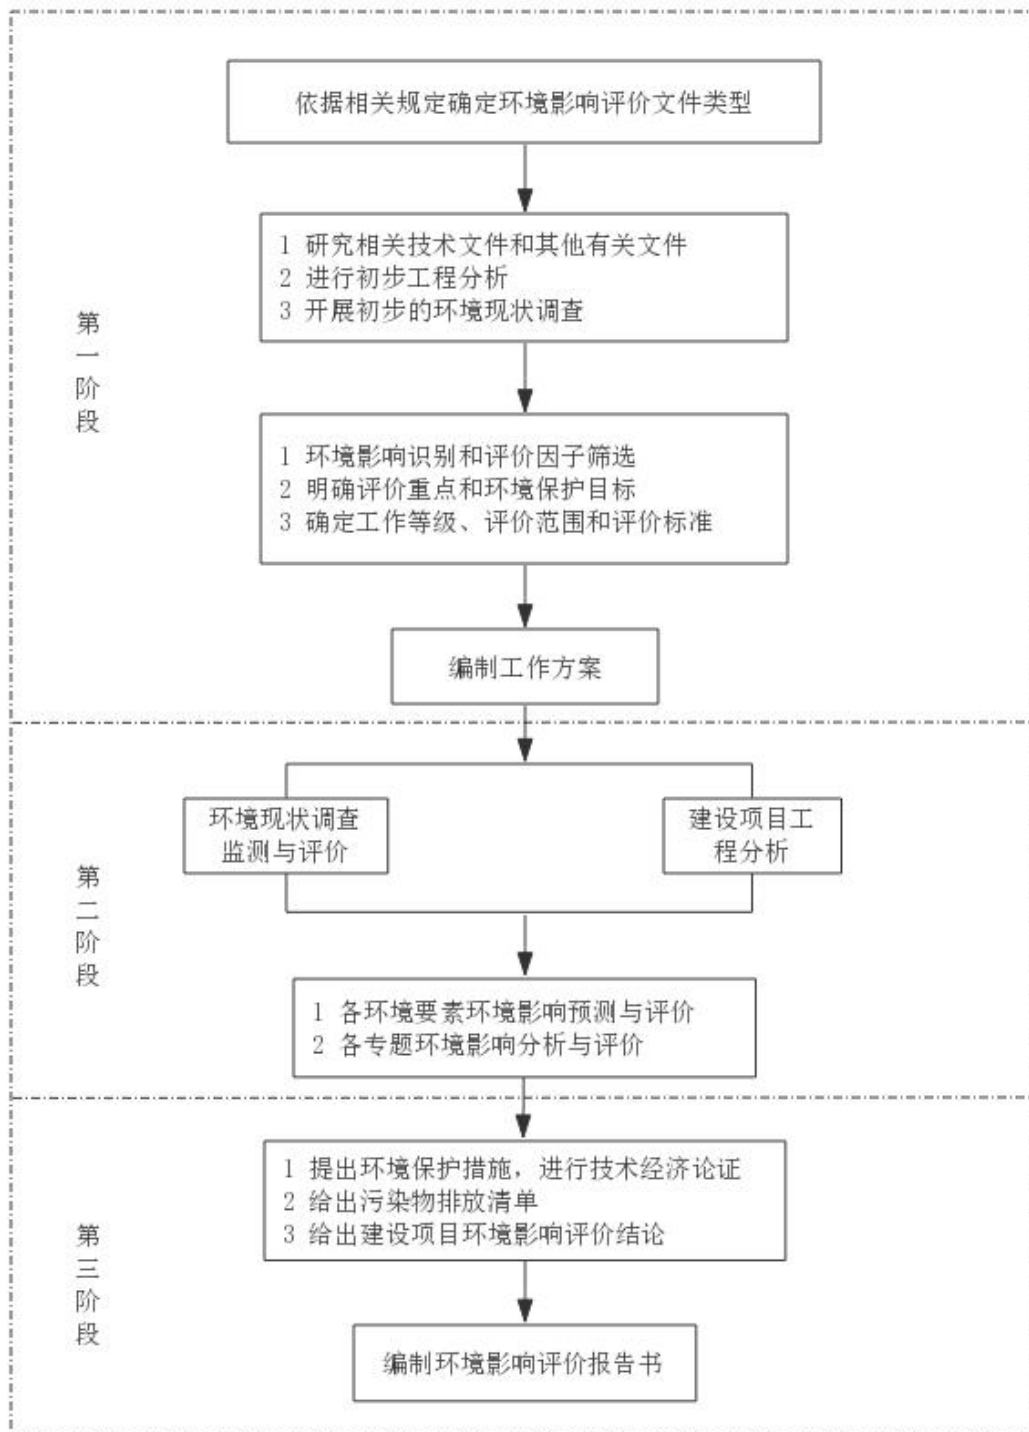 依据相关规定确定环境影响评价文件类型
1 研究相关技术文件和其他有关文件
2 进行初步工程分析
3 开展初步的环境现状调查
第一阶段
1 环境影响识别和评价因子筛选
2 明确评价重点和环境保护目标
3 确定工作等级、评价范围和评价标准
编制工作方案
环境现状调查
监测与评价
建设项目工
程分析
第二阶段
1 各环境要素环境影响预测与评价
2 各专题环境影响分析与评价
1 提出环境保护措施，进行技术经济论证
2 给出污染物排放清单
3 给出建设项目环境影响评价结论
第三阶段
编制环境影响评价报告书